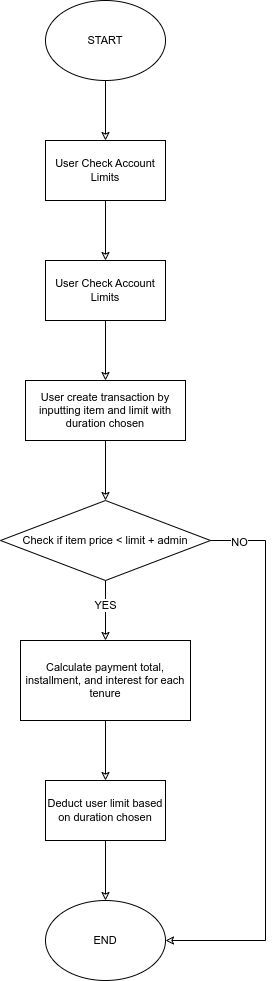 START
User Check Account
Limits
User Check Account
Limits
User create transaction by
inputting item and limit with
duration chosen
Check if item price < limit + admin
NO
YES
Calculate payment total,
installment, and interest for each
tenure
Deduct user limit based
on duration chosen
END